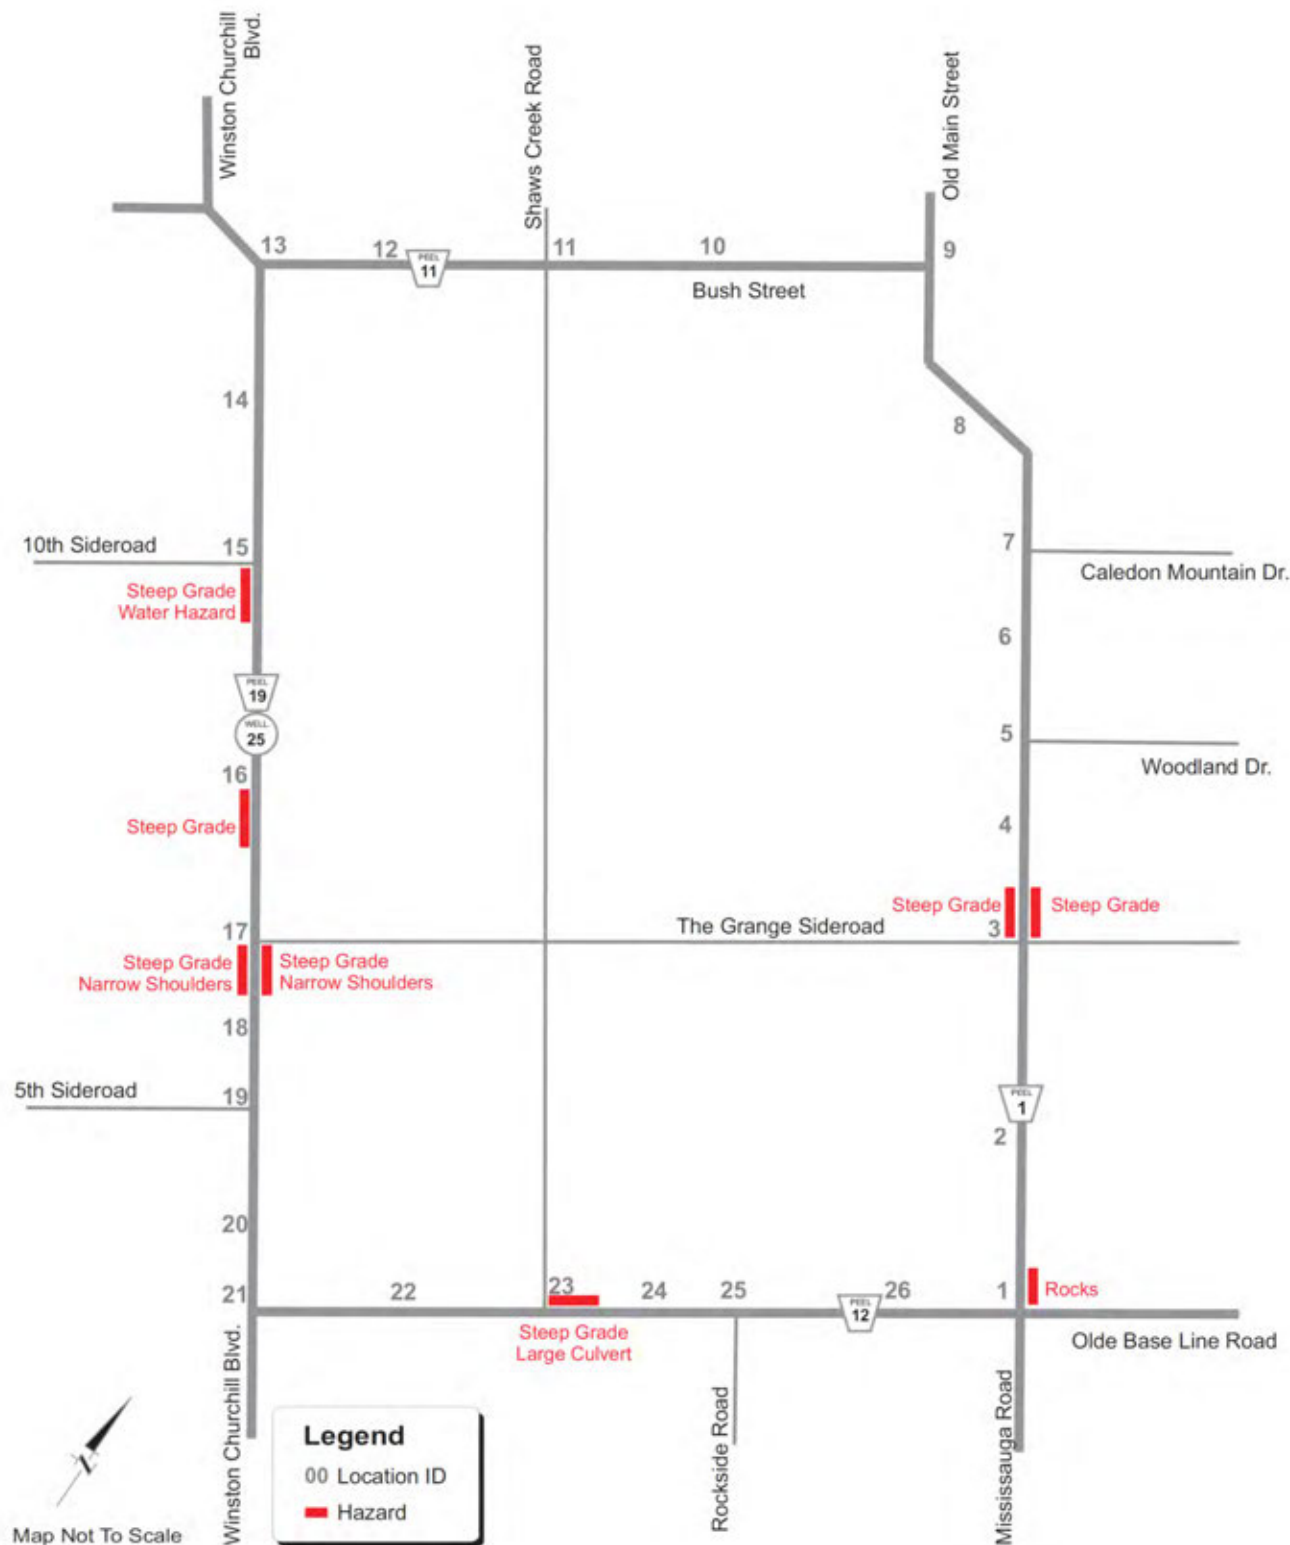 Winston Churchill
Blvd.
Shaws Creek Road
Old Main Street
13
12
PEEL
11
11
10
9
Bush Street
14
8
10th Sideroad
15
7
Caledon Mountain Dr.
Steep Grade
Water Hazard
6
PEEL
19
WELL
25
5
Woodland Dr.
16
Steep Grade
4
Steep Grade
Steep Grade
17
The Grange Sideroad
3
Steep Grade
Narrow Shoulders
Steep Grade
Narrow Shoulders
18
5th Sideroad
19
PEEL
1
2
20
21
22
23
24
25
26
1
Rocks
PEEL
12
Steep Grade
Large Culvert
Olde Base Line Road
Winston Churchill Blvd.
Rockside Road
Mississauga Road
N
Map Not To Scale
Legend
00 Location ID
Hazard